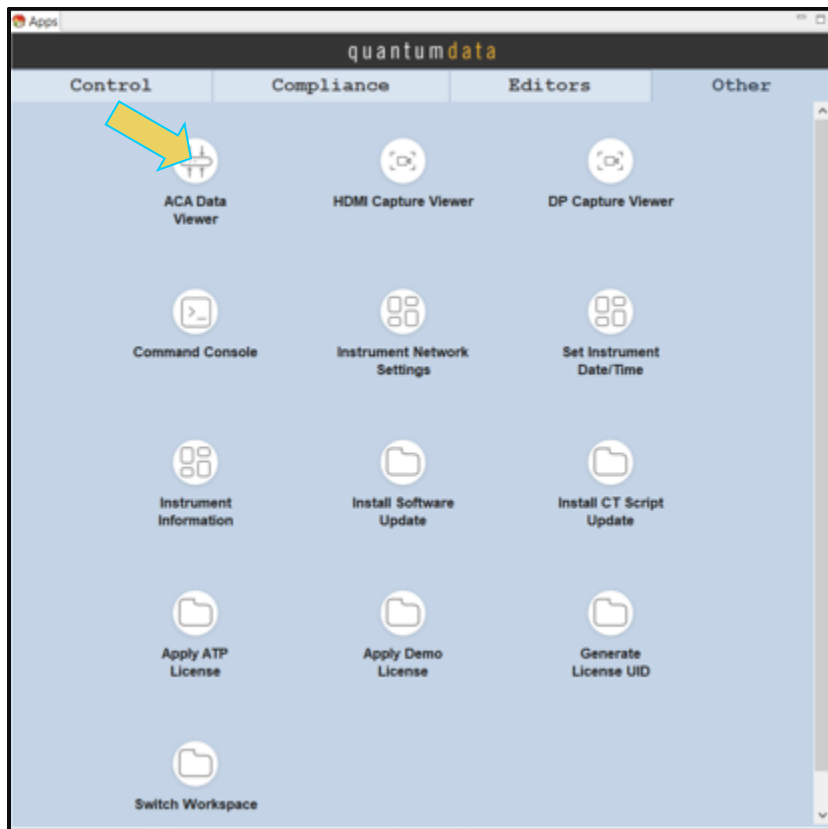 Apps
quantumdata
Control Compliance Editors Other
ACA Data
Viewer
HDMI Capture Viewer
DP Capture Viewer
Command Console
Instrument Network
Settings
Set Instrument
Date/Time
Instrument
Information
Install Software
Update
Install CT Script
Update
Apply ATP
License
Apply Demo
License
Generate
License UID
Switch Workspace